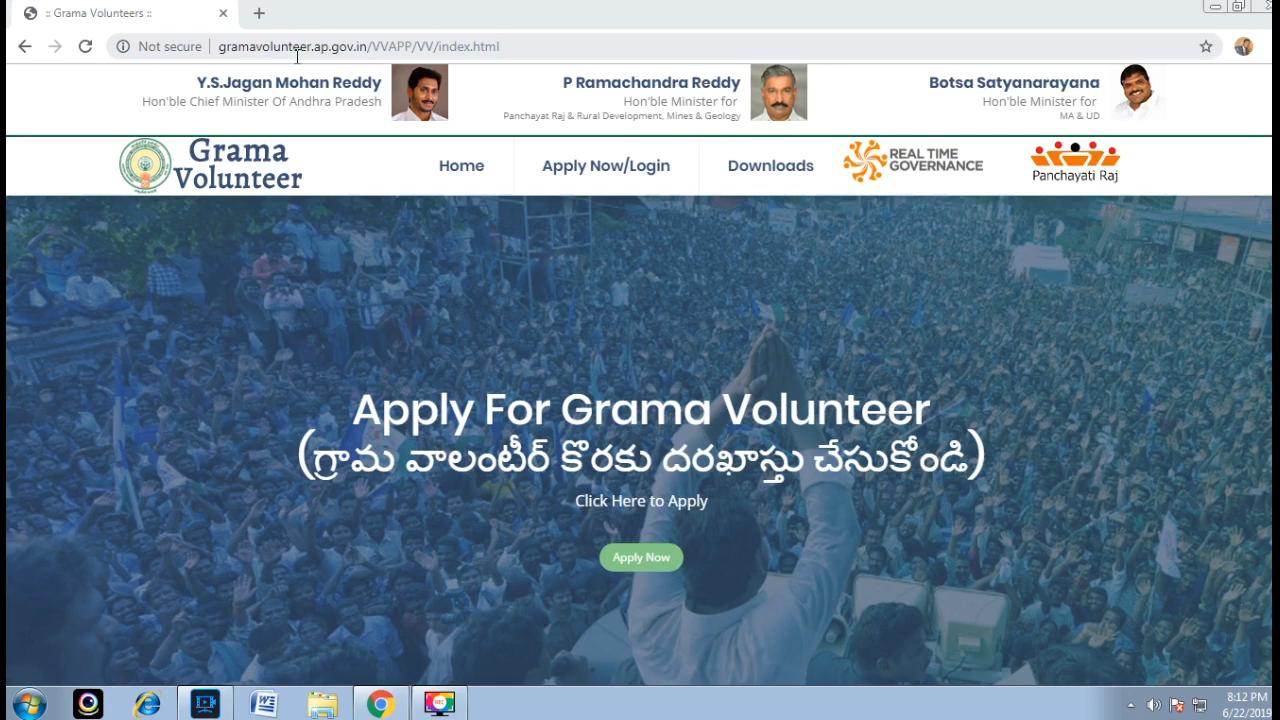 :: Grama Volunteers ::
Not secure
gramavolunteer.ap.gov.in/VVAPP/VV/index.html
Y.S.Jagan Mohan Reddy
Hon'ble Chief Minister Of Andhra Pradesh
P Ramachandra Reddy
Hon'ble Minister for
Panchayat Raj & Rural Development, Mines & Geology
Botsa Satyanarayana
Hon'ble Minister for
MA & UD
Grama
Volunteer
Home
Apply Now/Login
Downloads
REAL TIME
GOVERNANCE
Panchayati Raj
Apply For Grama Volunteer
(గ్రామ వాలంటీర్ కొరకు దరఖాస్తు చేసుకోండి)
Click Here to Apply
Apply Now
REC
8:12 PM
6/22/2019